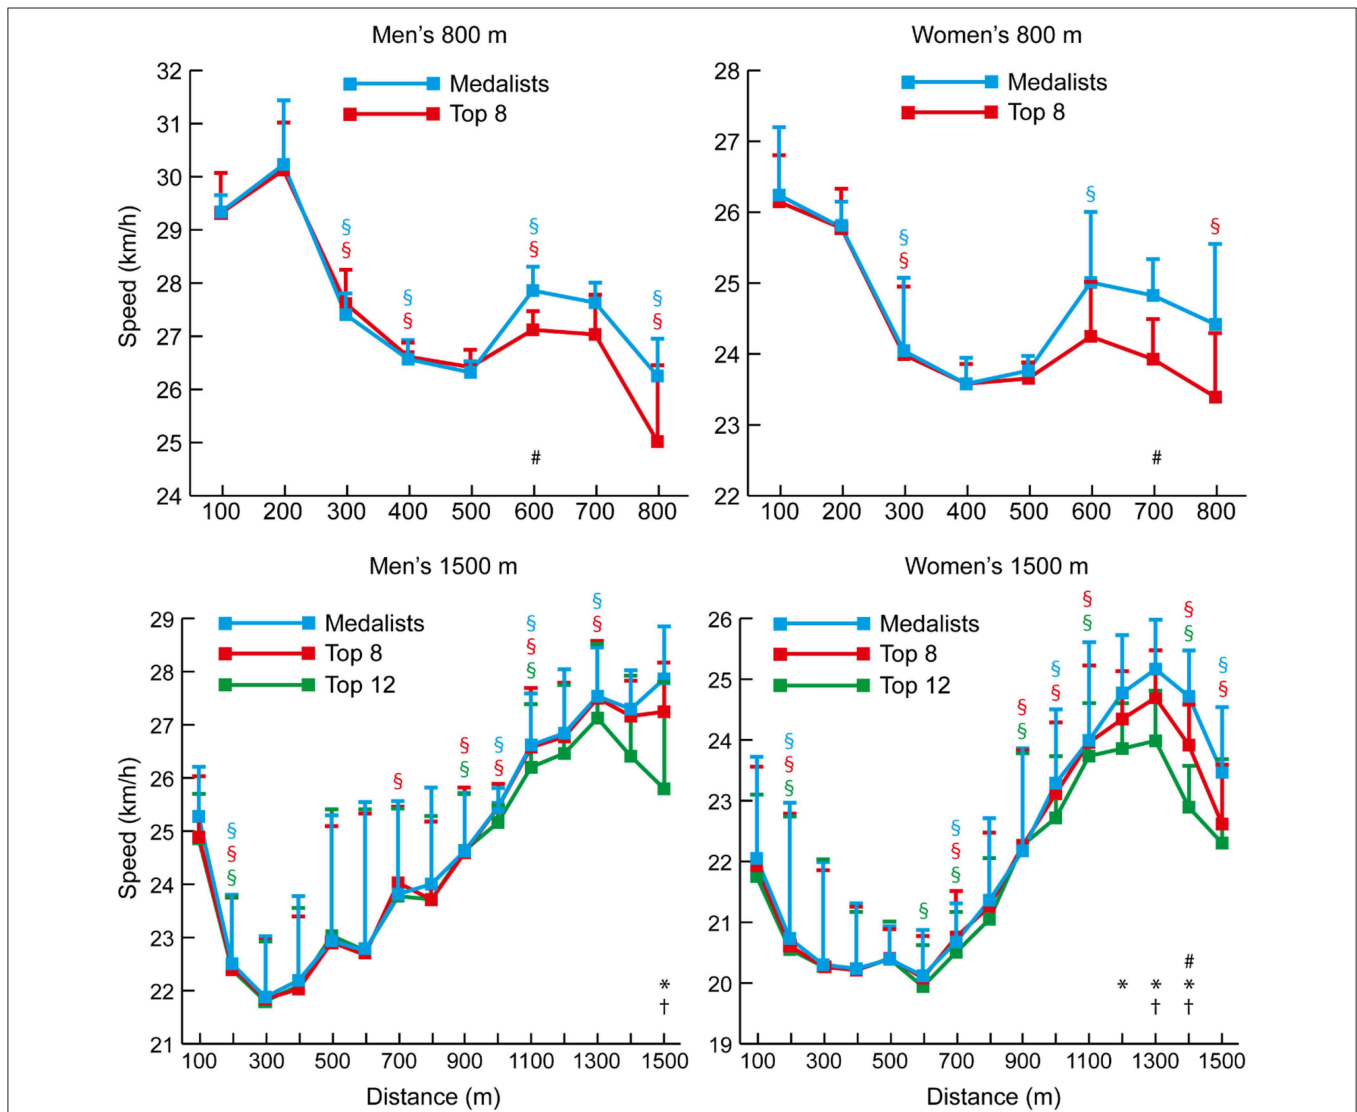 Men's 800 m
32
31
30
29
28
27
26
25
24
Speed (km/h)
Medalists
Top 8
§ § § §
§ § § §
#
100 200 300 400 500 600 700 800
Women's 800 m
28
27
26
25
24
23
22
Medalists
Top 8
§ § §
§
#
100 200 300 400 500 600 700 800
Men's 1500 m
29
28
27
26
25
24
23
22
21
Speed (km/h)
Medalists
Top 8
Top 12
§ §
§ §
§
§ § §
§ §
§
§
§
*
†
100 300 500 700 900 1100 1300 1500
Distance (m)
Women's 1500 m
26
25
24
23
22
21
20
19
Medalists
Top 8
Top 12
§ §
§ §
§ §
§ §
§ §
§ §
§
§
§
§
§
§
§
#
* * *
† †
100 300 500 700 900 1100 1300 1500
Distance (m)